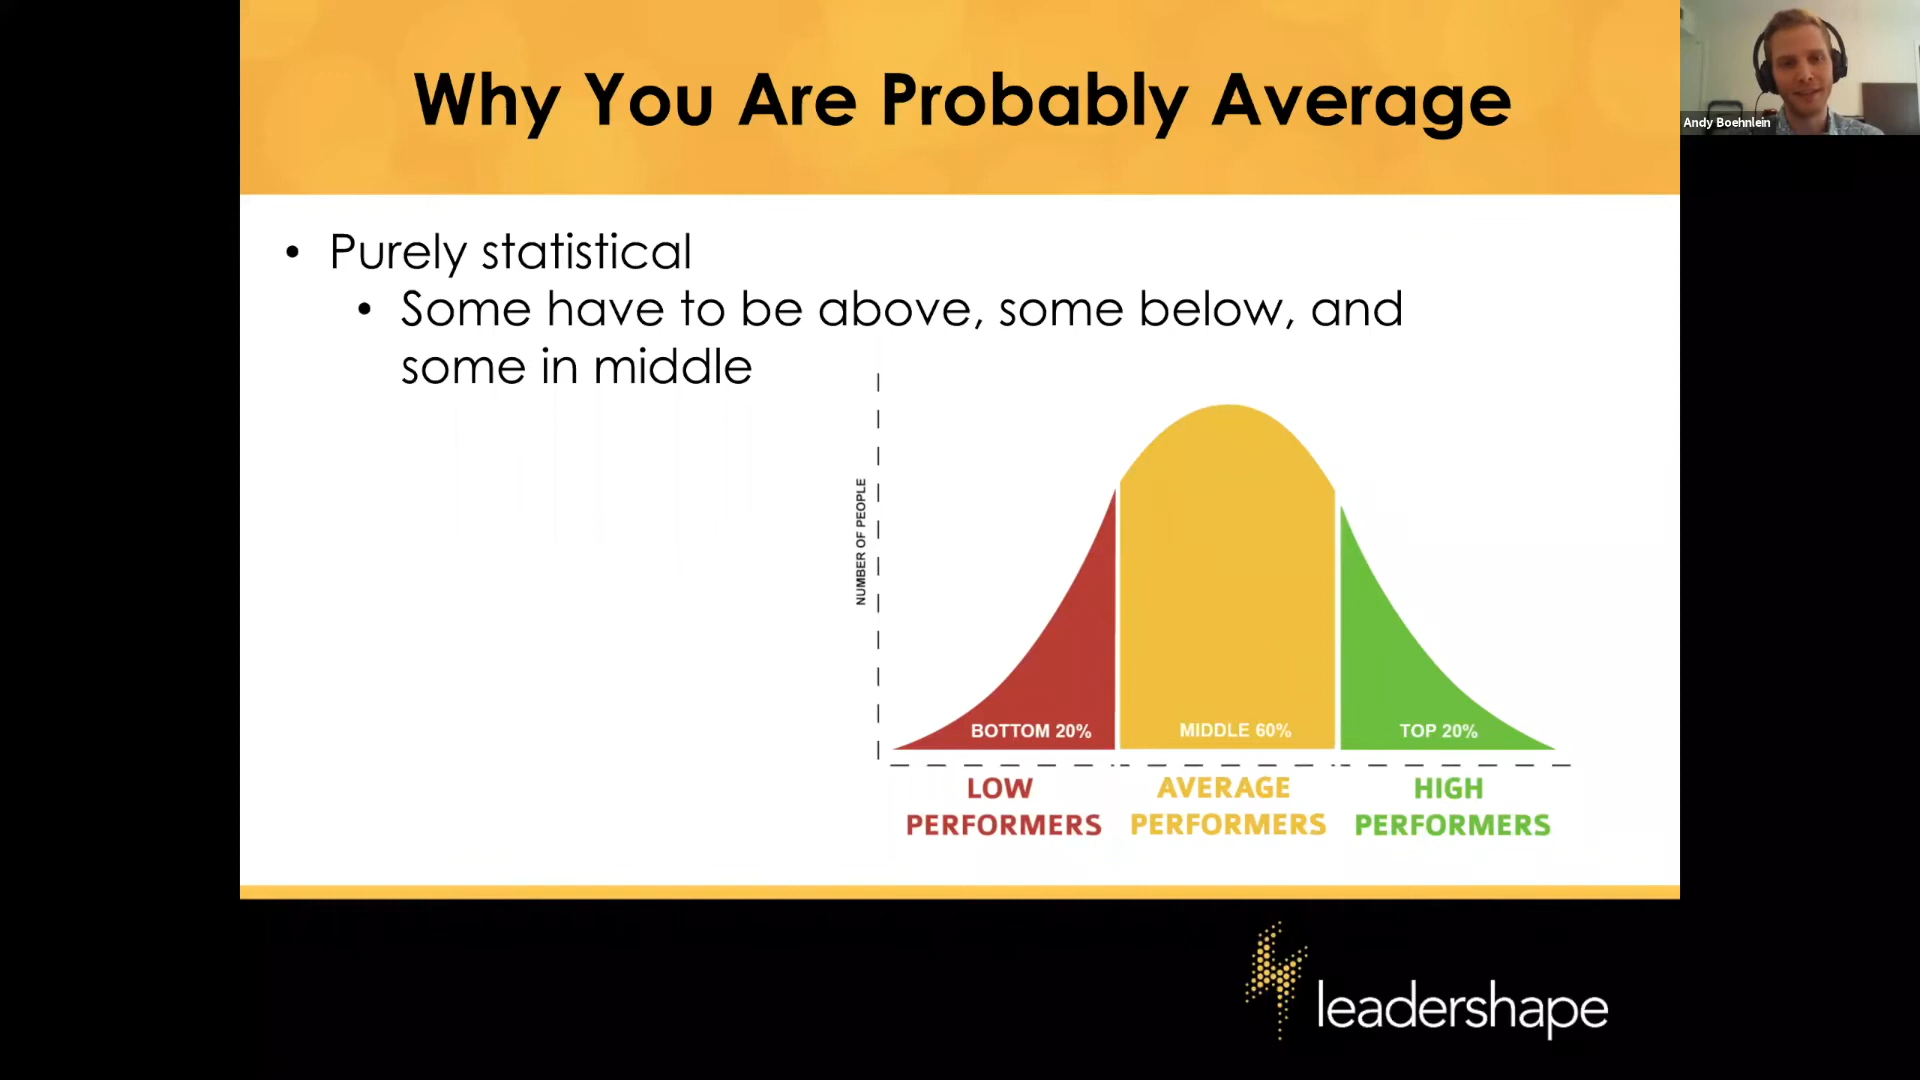 Why You Are Probably Average
Andy Boehnlein
• Purely statistical
• Some have to be above, some below, and
some in middle
NUMBER OF PEOPLE
BOTTOM 20%
MIDDLE 60%
TOP 20%
LOW
PERFORMERS
AVERAGE
PERFORMERS
HIGH
PERFORMERS
leadershape